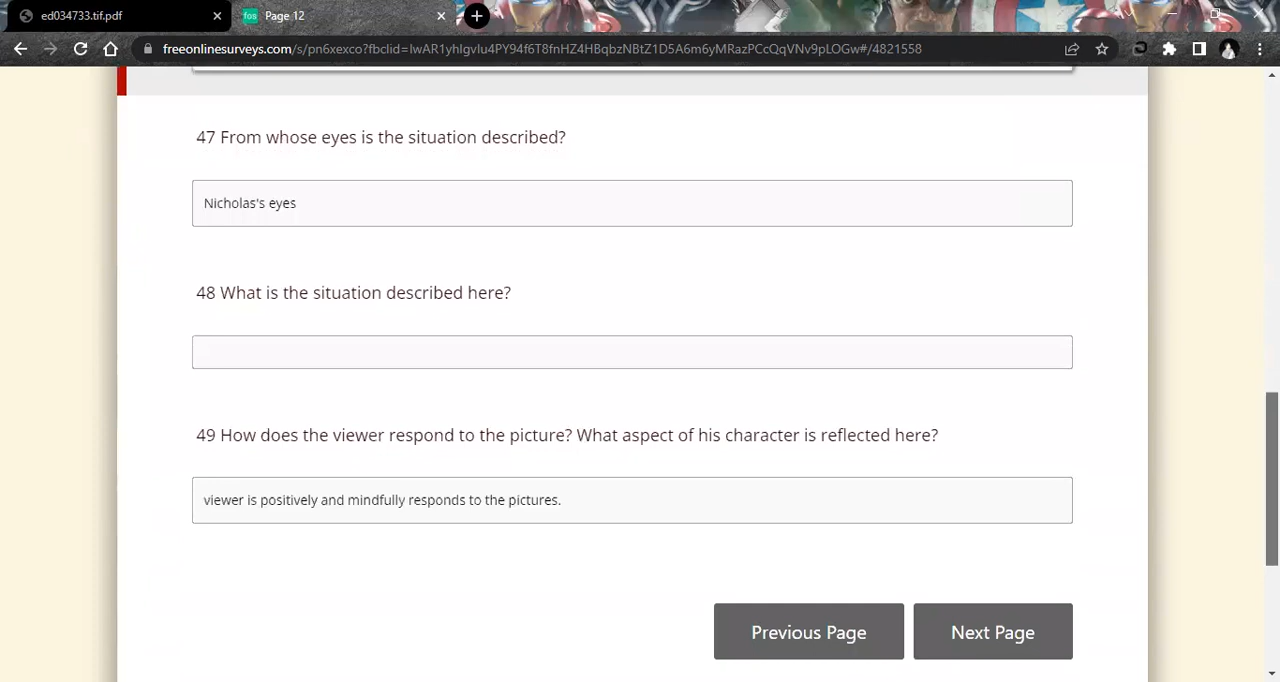 ed034733.tif.pdf
fos Page 12
freeonlinesurveys.com/s/pn6xexco?fbclid=IwAR1yhlgvlu4PY94f6T8fnHZ4HBqbzNBtZ1D5A6m6yMRazPCcQqVNv9pLOGw#/4821558
47 From whose eyes is the situation described?
Nicholas's eyes
48 What is the situation described here?
49 How does the viewer respond to the picture? What aspect of his character is reflected here?
viewer is positively and mindfully responds to the pictures.
Previous Page Next Page